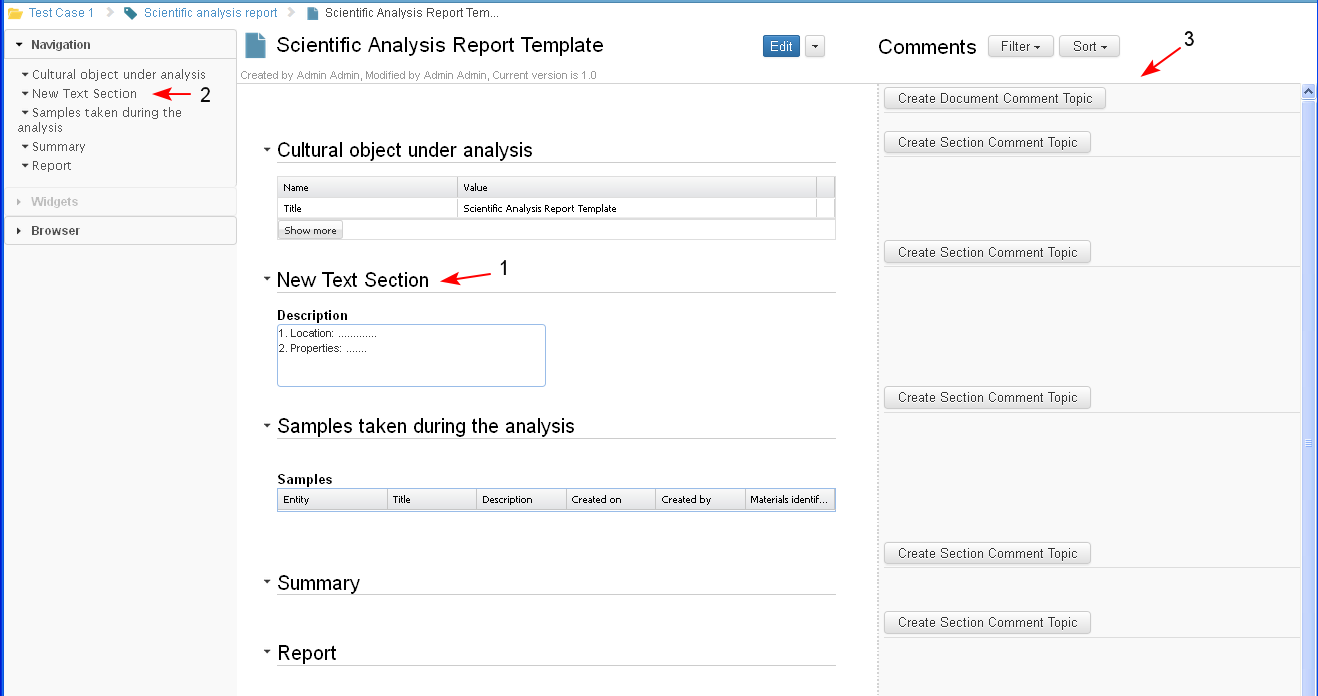 Test Case 1 Scientific analysis report Scientific Analysis Report Tem...
Navigation
Cultural object under analysis
New Text Section 2
Samples taken during the
analysis
Summary
Report
Widgets
Browser
Scientific Analysis Report Template
Edit
Created by Admin Admin, Modified by Admin Admin, Current version is 1.0
Cultural object under analysis
Name Value
Title Scientific Analysis Report Template
Show more
New Text Section 1
Description
1. Location: .............
2. Properties: .......
Samples taken during the analysis
Samples
Entity Title Description Created on Created by Materials identif...
Summary
Report
Comments Filter Sort 3
Create Document Comment Topic
Create Section Comment Topic
Create Section Comment Topic
Create Section Comment Topic
Create Section Comment Topic
Create Section Comment Topic